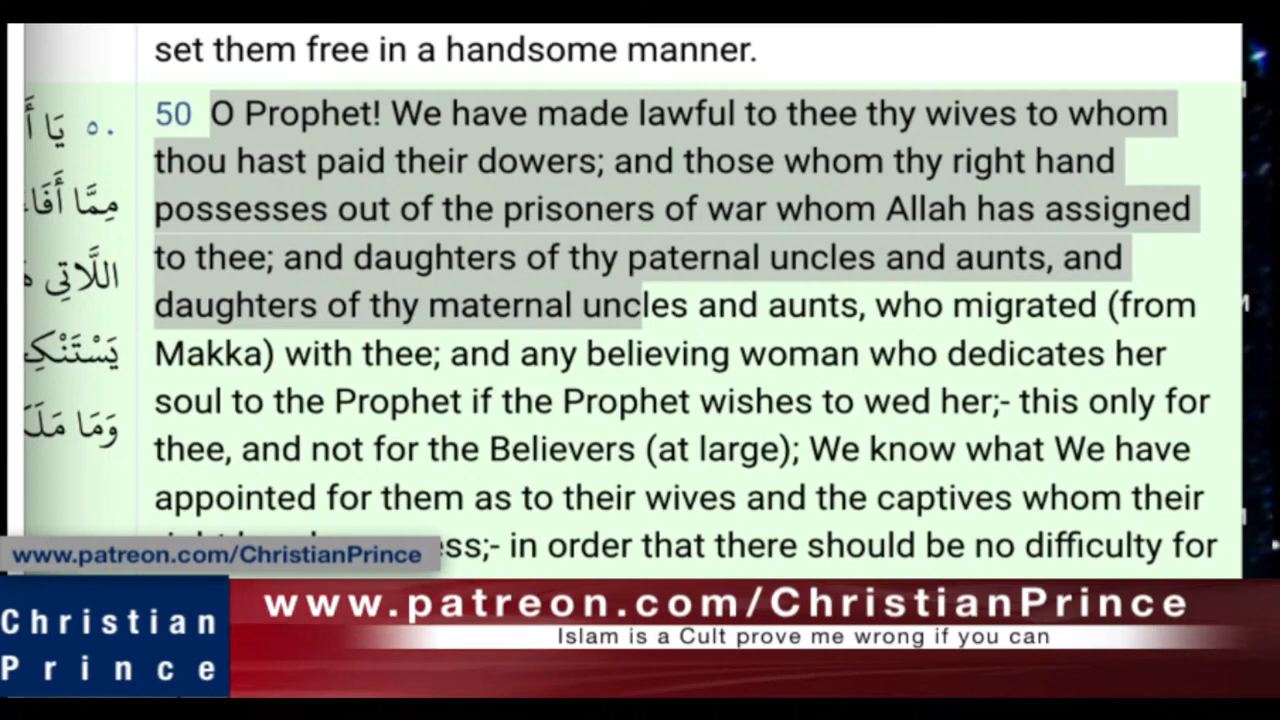 set them free in a handsome manner.
50 O Prophet! We have made lawful to thee thy wives to whom
thou hast paid their dowers; and those whom thy right hand
possesses out of the prisoners of war whom Allah has assigned
to thee; and daughters of thy paternal uncles and aunts, and
daughters of thy maternal uncles and aunts, who migrated (from
Makka) with thee; and any believing woman who dedicates her
soul to the Prophet if the Prophet wishes to wed her;- this only for
thee, and not for the Believers (at large); We know what We have
appointed for them as to their wives and the captives whom their
ess;- in order that there should be no difficulty for
٥٠ يَا أَ
مِمَّا أَفَاءَ
اللَّاتِي هَ
يَسْتَنْكِ
وَمَا مَلَكَ
www.patreon.com/ChristianPrince
Christian
Prince
www.patreon.com/ChristianPrince
Islam is a Cult prove me wrong if you can